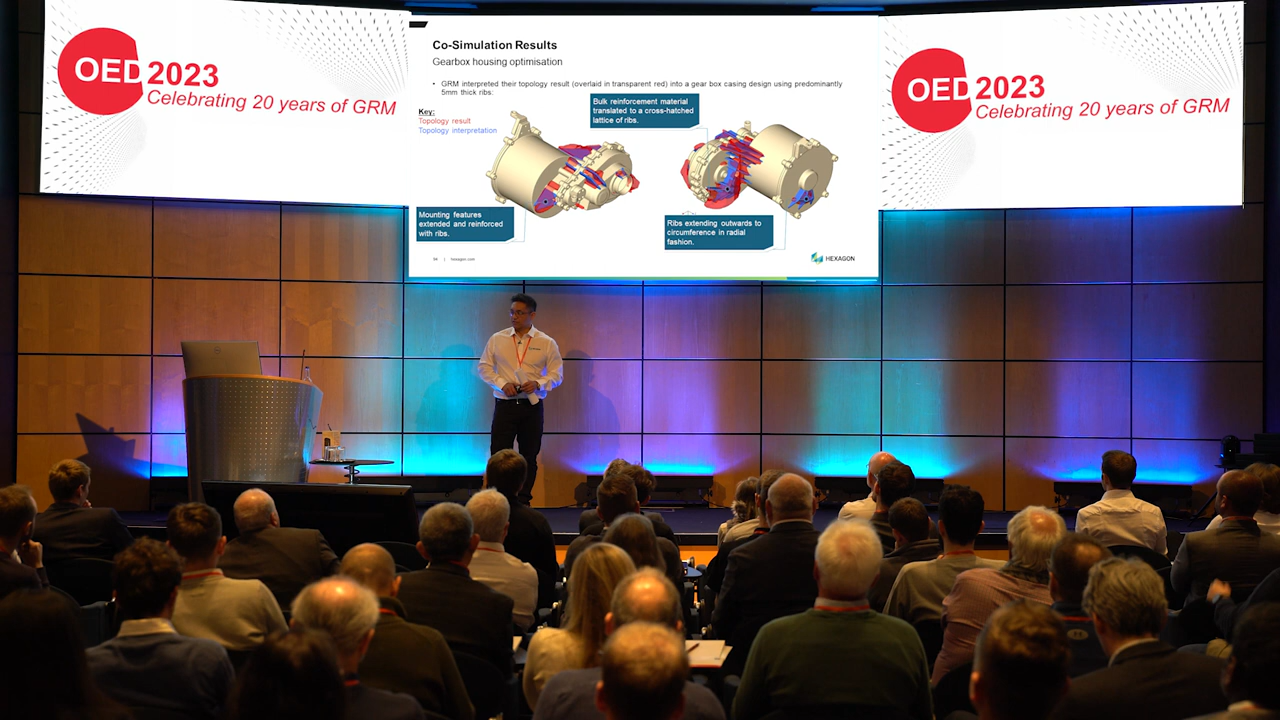 OED 2023
Celebrating 20 years of GRM
Co-Simulation Results
Gearbox housing optimisation
• GRM interpreted their topology result (overlaid in transparent red) into a gear box casing design using predominantly
5mm thick ribs:
Key:
Topology result
Topology interpretation
Bulk reinforcement material
translated to a cross-hatched
lattice of ribs.
Mounting features
extended and reinforced
with ribs.
Ribs extending outwards to
circumference in radial
fashion.
| hexagon.com
HEXAGON
OED 2023
Celebrating 20 years of GRM